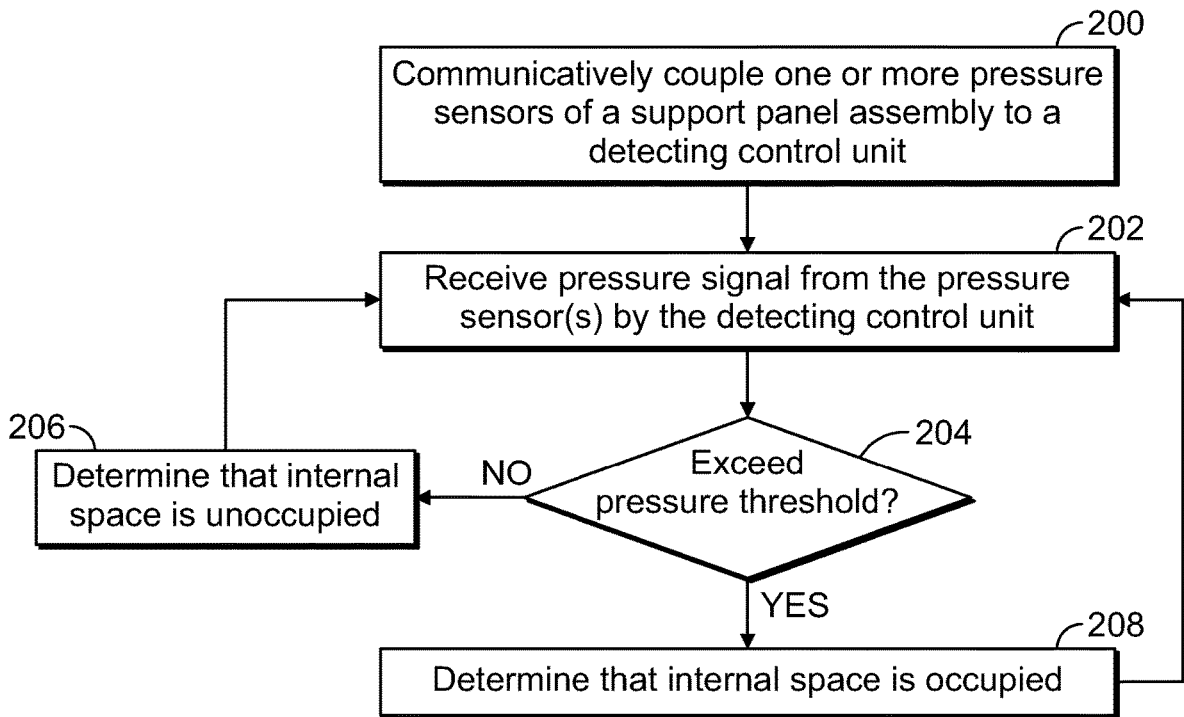 200
Communicatively couple one or more pressure
sensors of a support panel assembly to a
detecting control unit
202
Receive pressure signal from the pressure
sensor(s) by the detecting control unit
206
Determine that internal
space is unoccupied
NO
204
Exceed
pressure threshold?
YES
208
Determine that internal space is occupied